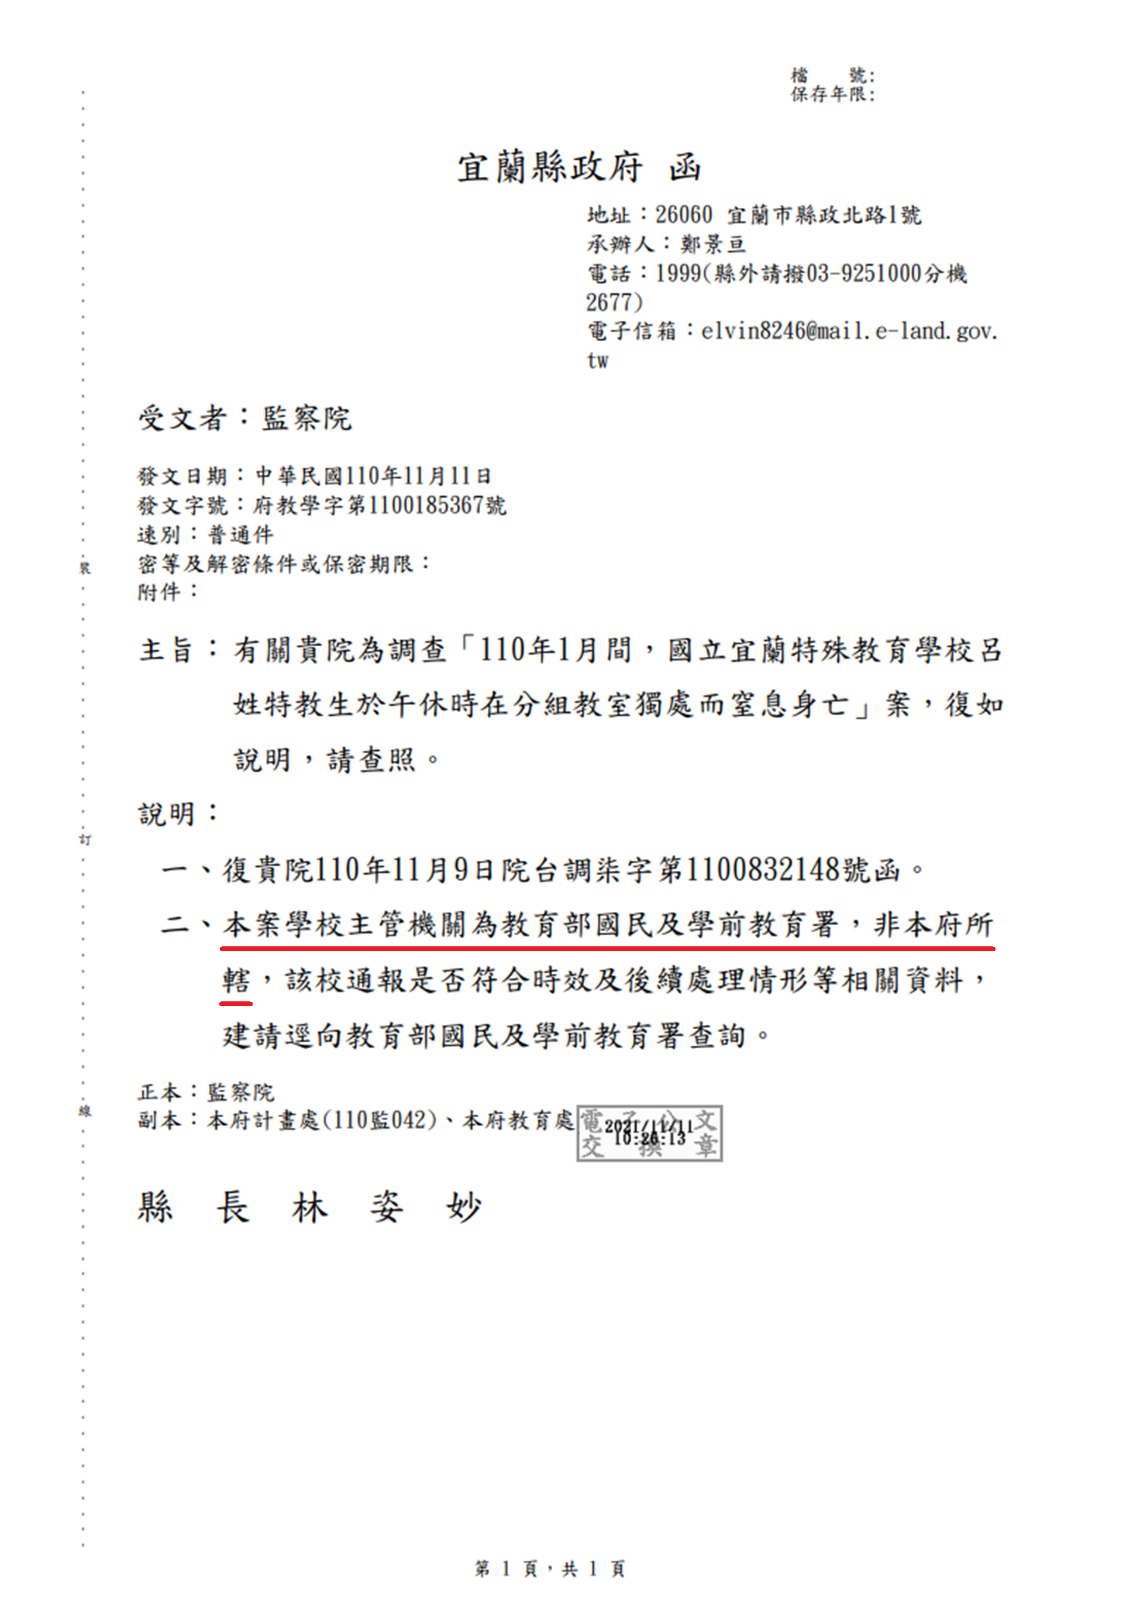 檔　　號：
保存年限：
宜蘭縣政府　函
地址：26060 宜蘭市縣政北路1號
承辦人：鄭景亘
電話：1999(縣外請撥03-9251000分機
2677)
電子信箱：elvin8246@mail.e-land.gov.
tw
受文者：監察院
發文日期：中華民國110年11月11日
發文字號：府教學字第1100185367號
速別：普通件
密等及解密條件或保密期限：
附件：
主旨：有關貴院為調查「110年1月間，國立宜蘭特殊教育學校呂
姓特教生於午休時在分組教室獨處而窒息身亡」案，復如
說明，請查照。
說明：
一、復貴院110年11月9日院台調柒字第1100832148號函。
二、本案學校主管機關為教育部國民及學前教育署，非本府所
轄，該校通報是否符合時效及後續處理情形等相關資料，
建請逕向教育部國民及學前教育署查詢。
正本：監察院
副本：本府計畫處(110監042)、本府教育處
電子公文
交換章
2021/11/11
10:26:13
縣長林姿妙
裝
訂
線
第 1 頁，共 1 頁